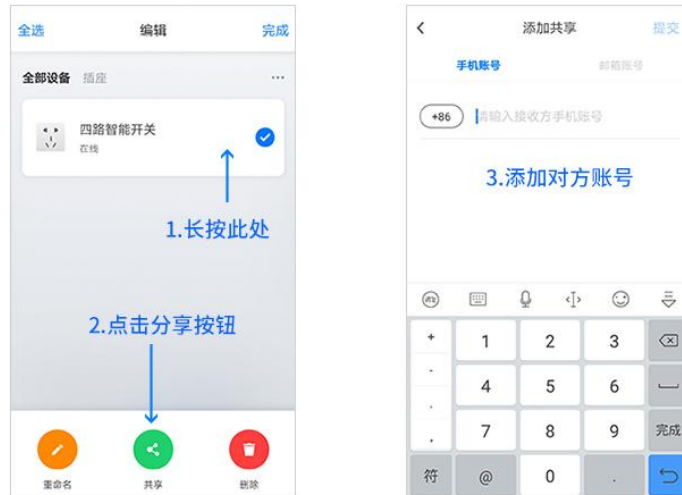 全选 编辑 完成
全部设备 插座 ...
四路智能开关
在线
1.长按此处
2.点击分享按钮
重命名 共享 删除
添加共享 提交
手机账号 邮箱账号
+86 请输入接收方手机账号
3.添加对方账号
+ 1 2 3
- 4 5 6
. 
, 7 8 9 完成
符 @ 0 .